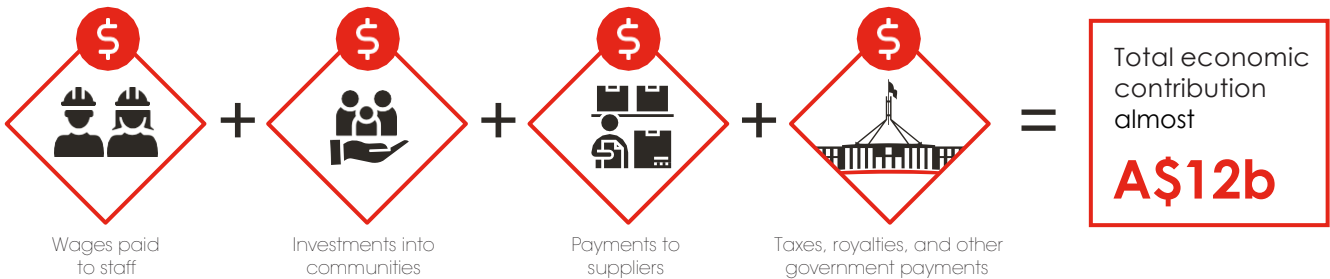 $ $ $ $
+ + + =
Total economic
contribution
almost
A$12b
Wages paid
to staff
Investments into
communities
Payments to
suppliers
Taxes, royalties, and other
government payments